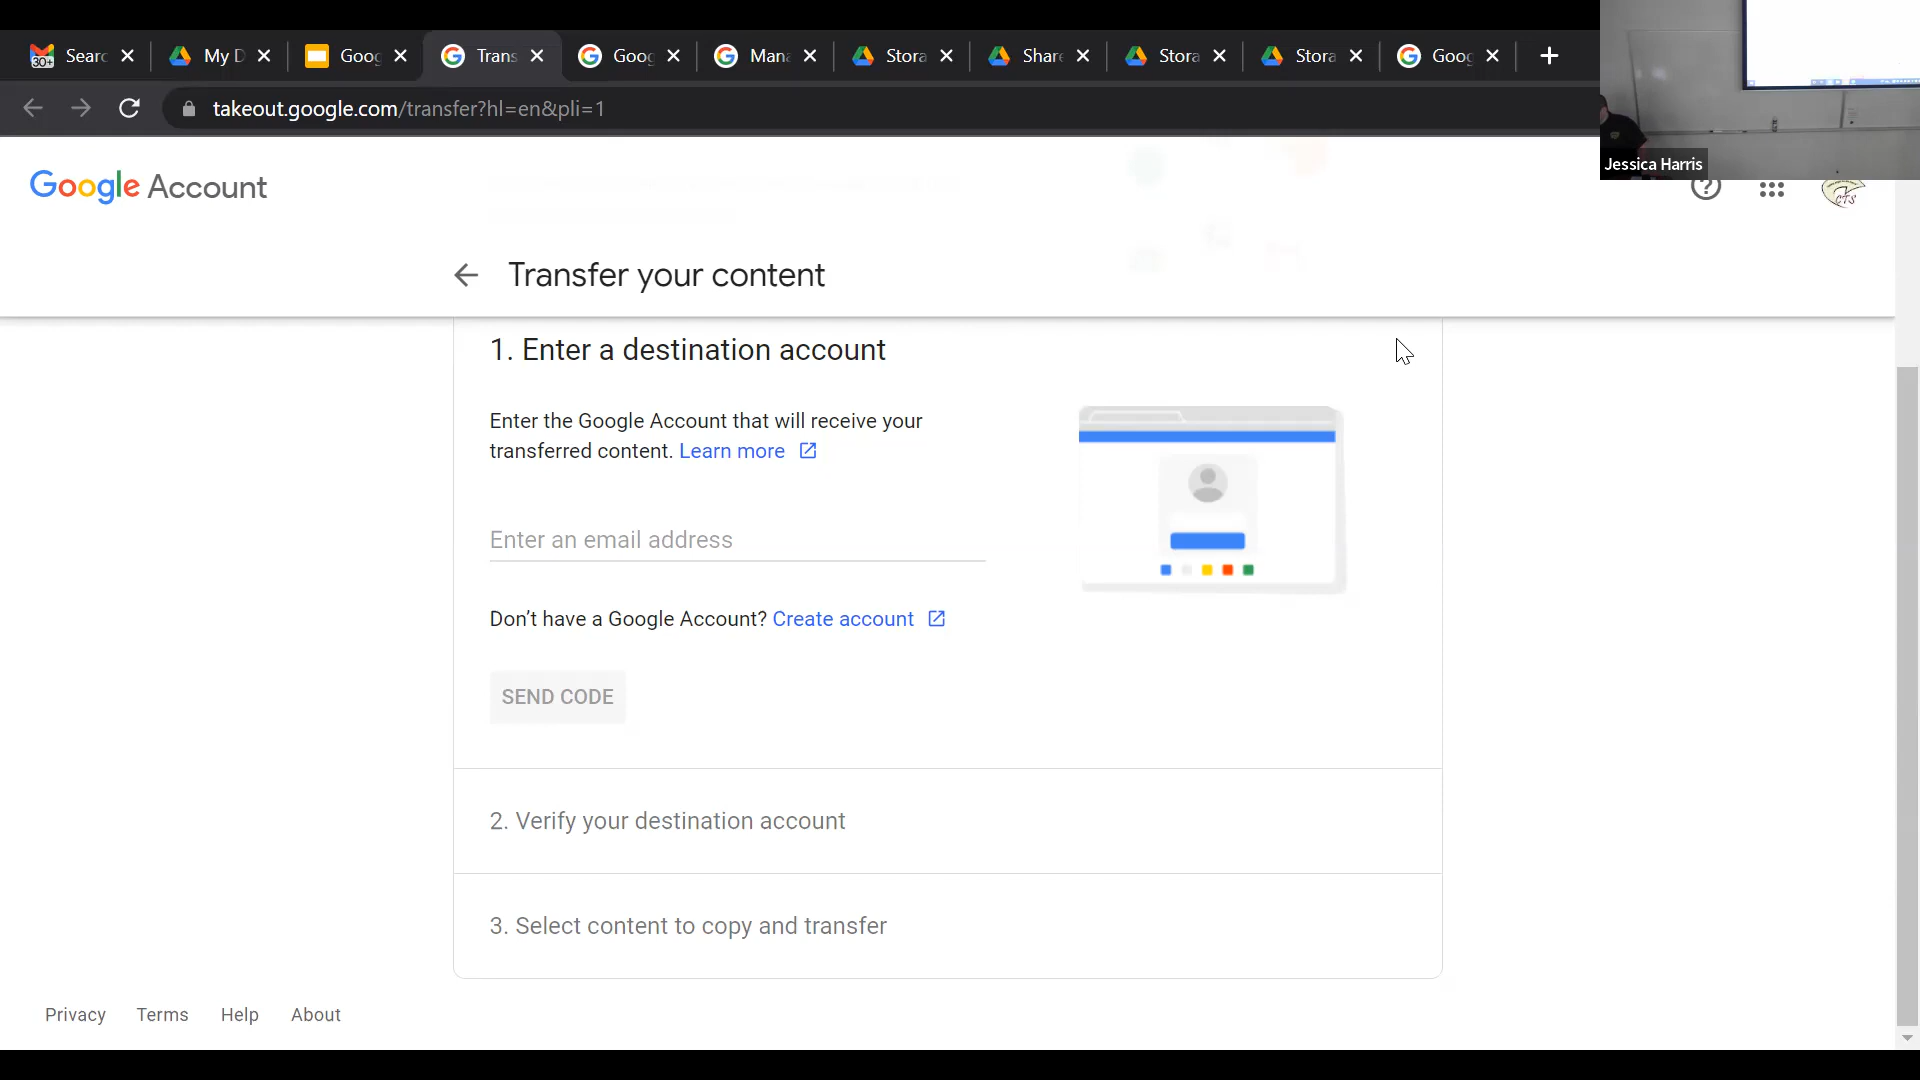 30+
Searc
My D
Goog
Trans
Goog
Mana
Stora
Share
Stora
Stora
Goog
takeout.google.com/transfer?hl=en&pli=1
Jessica Harris
Google Account
CTS
Transfer your content
1. Enter a destination account
Enter the Google Account that will receive your
transferred content. Learn more
Enter an email address
Don’t have a Google Account? Create account
SEND CODE
2. Verify your destination account
3. Select content to copy and transfer
Privacy Terms Help About